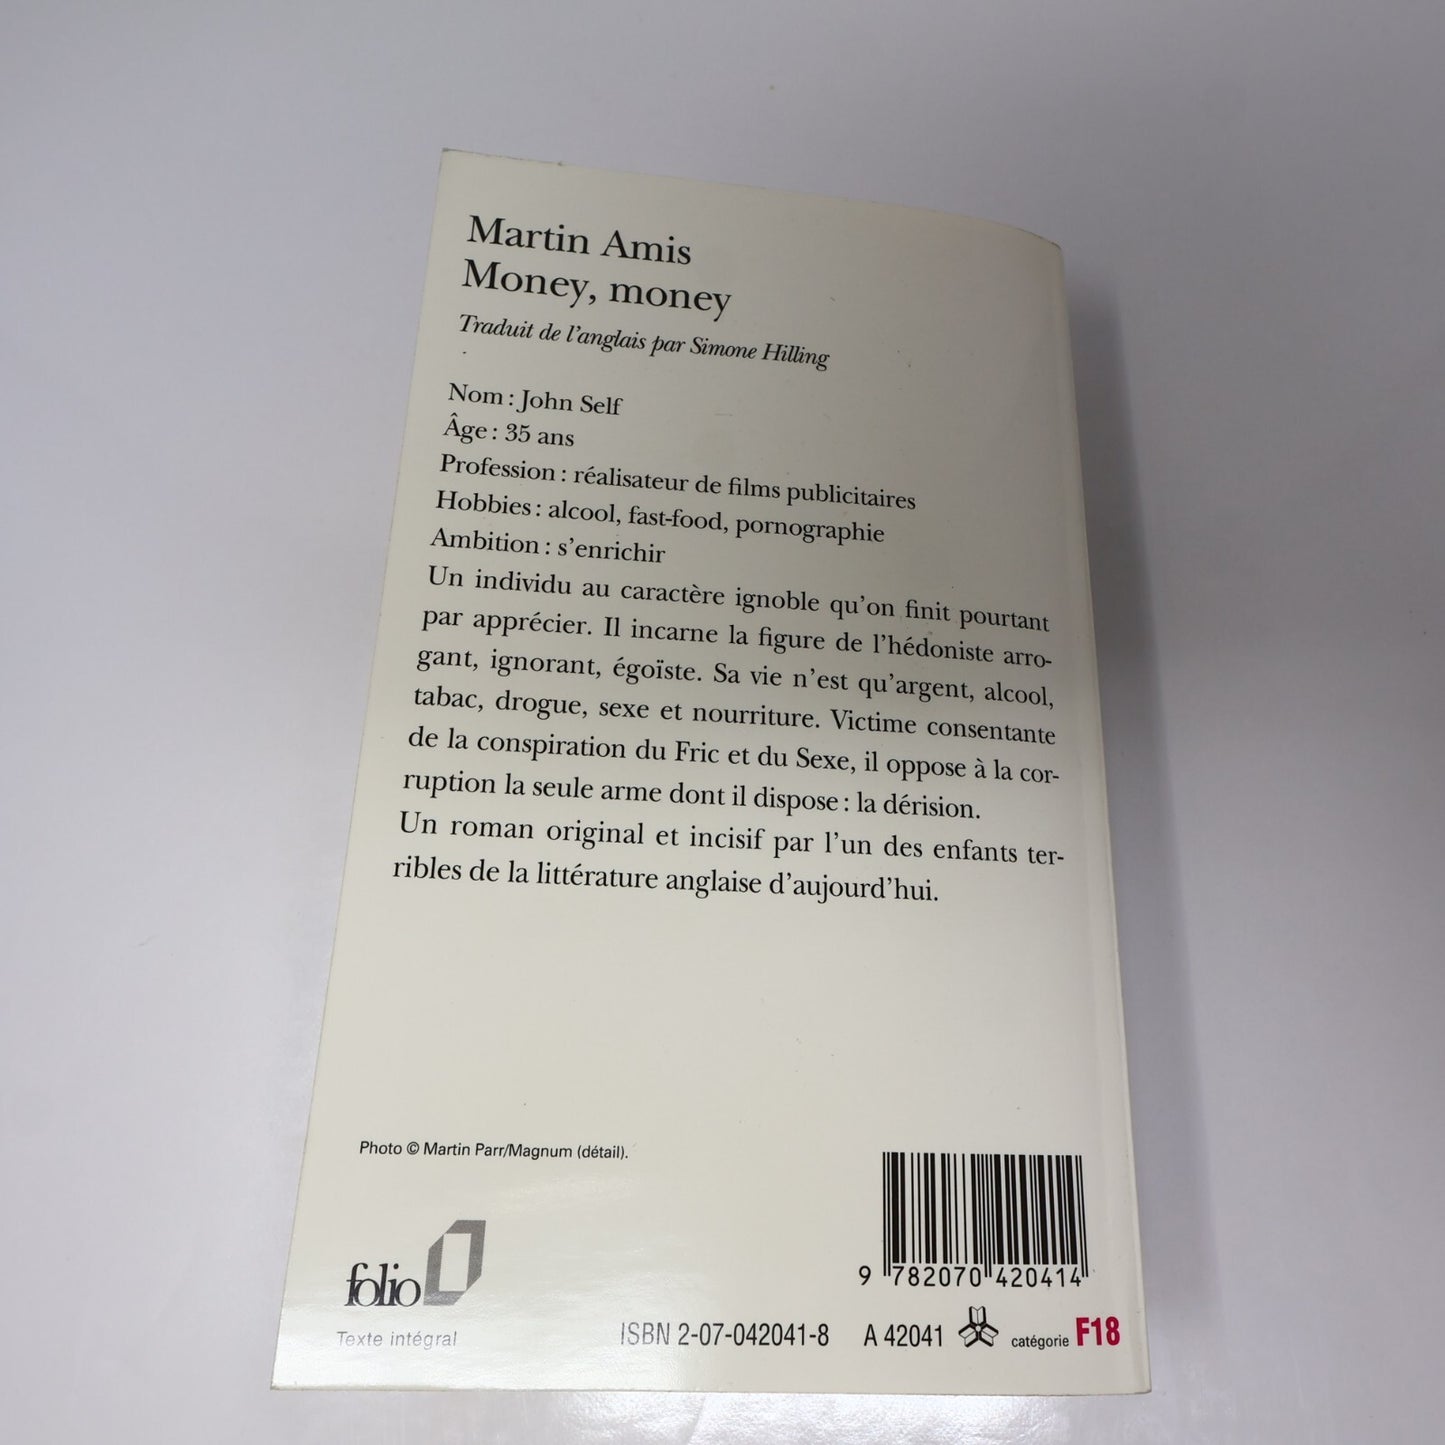 Martin Amis
Money, money
Traduit de l'anglais par Simone Hilling
Nom : John Self
Âge : 35 ans
Profession : réalisateur de films publicitaires
Hobbies : alcool, fast-food, pornographie
Ambition : s'enrichir
Un individu au caractère ignoble qu'on finit pourtant
par apprécier. Il incarne la figure de l'hédoniste arro-
gant, ignorant, égoïste. Sa vie n'est qu'argent, alcool,
tabac, drogue, sexe et nourriture. Victime consentante
de la conspiration du Fric et du Sexe, il oppose à la cor-
ruption la seule arme dont il dispose : la dérision.
Un roman original et incisif par l'un des enfants ter-
ribles de la littérature anglaise d'aujourd'hui.
Photo © Martin Parr/Magnum (détail).
9 782070 420414
folio
Texte intégral
ISBN 2-07-042041-8 A 42041 catégorie F18